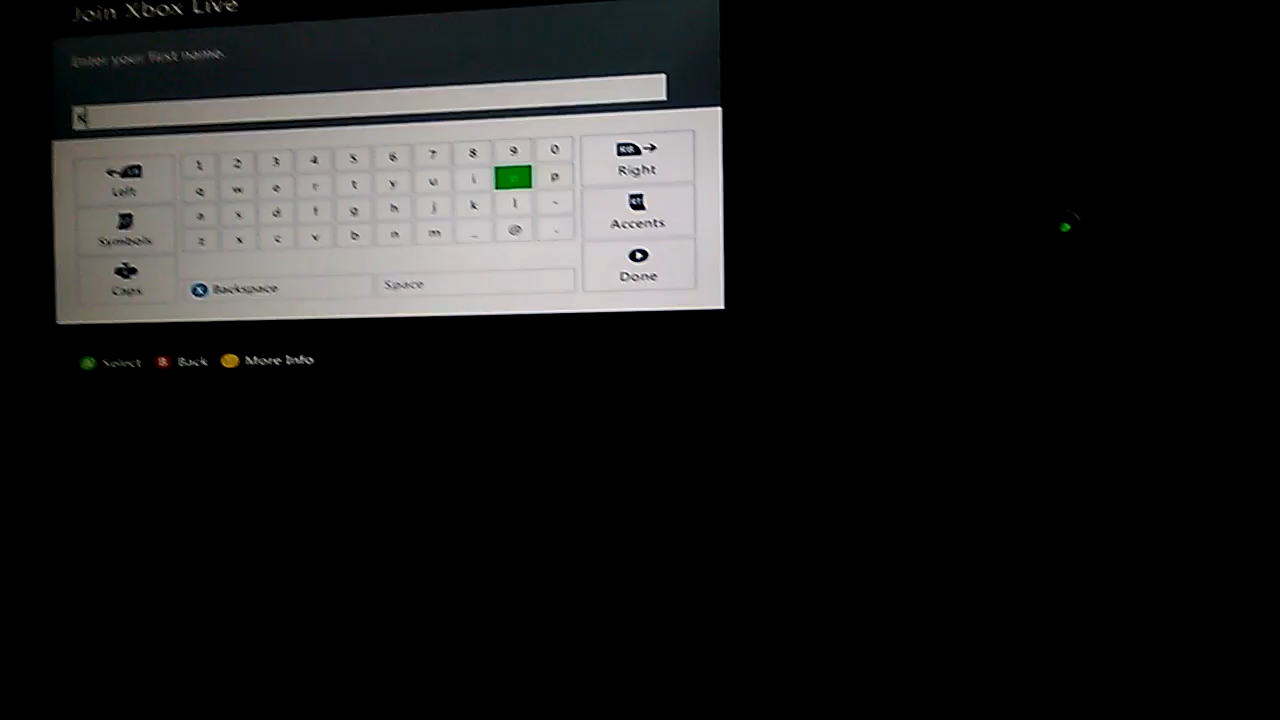 Join Xbox Live
Enter your first name.
Left
1 2 3 4 5 6 7 8 9 0
Right
q w e r t y u i o p
Symbols
a s d f g h j k l -
Accents
z x c v b n m _ @ .
Caps
X Backspace
Space
Done
A Select B Back Y More Info